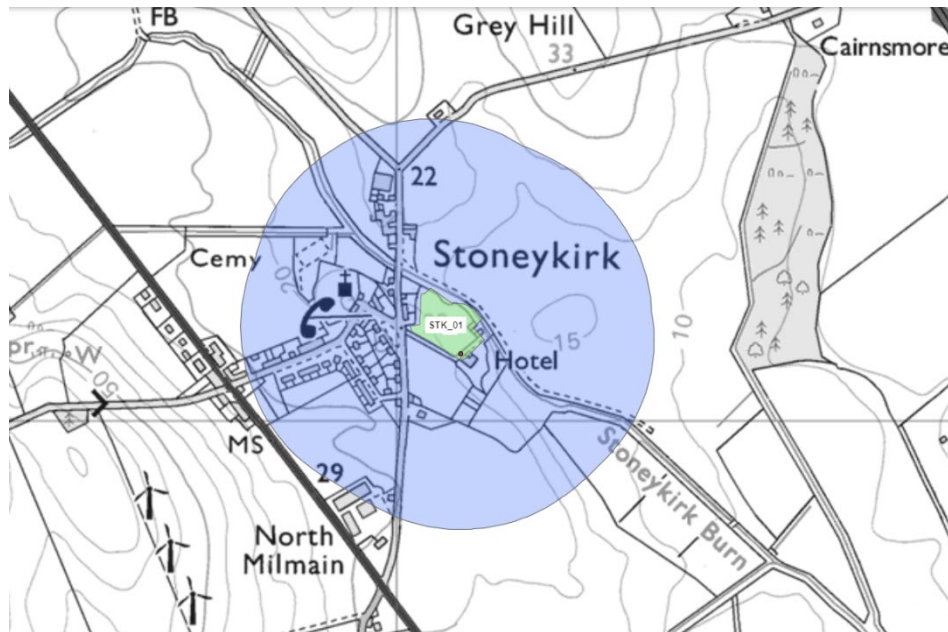 FB
Grey Hill
33
Cairnsmore
22
Stoneykirk
Cemy
20
STK_01
15
10
Hotel
W
50
MS
29
North
Milmain
Stoneykirk Burn